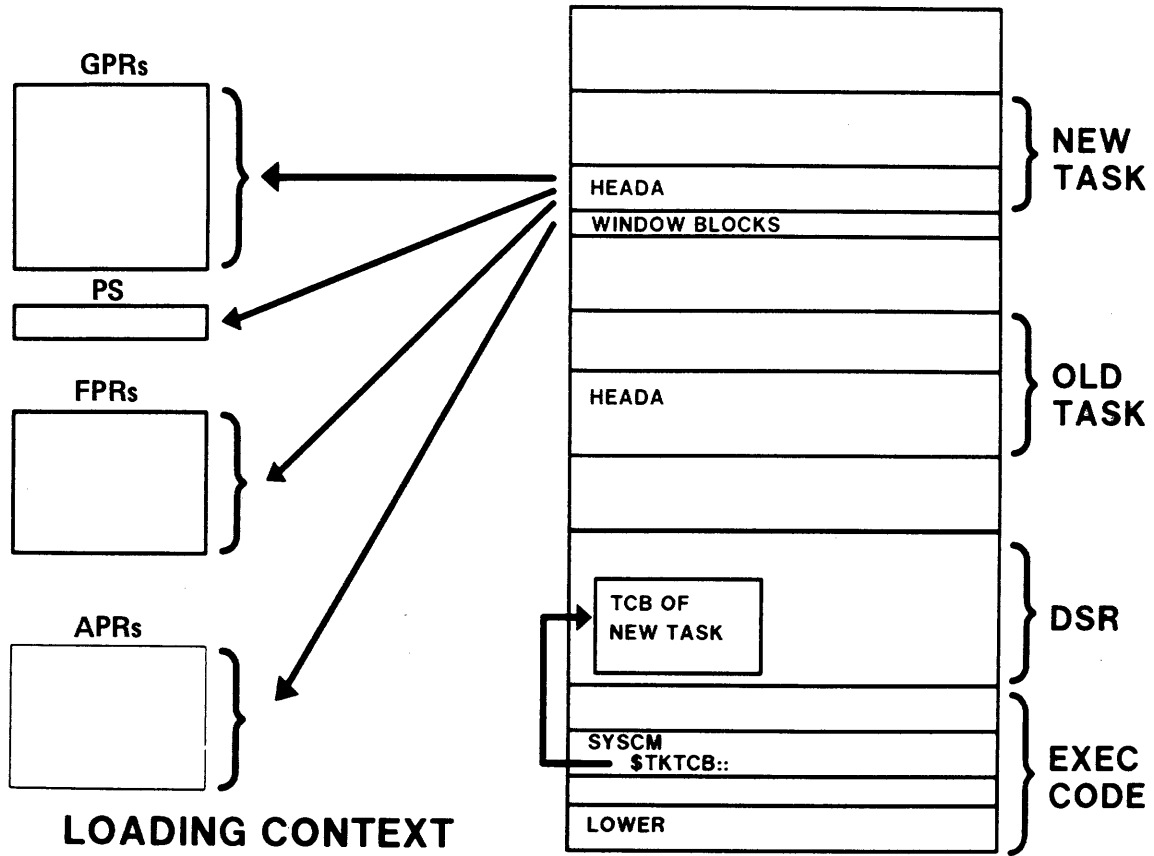 GPRs
PS
FPRs
APRs
LOADING CONTEXT
HEADA
WINDOW BLOCKS
HEADA
TCB OF
NEW TASK
SYSCM
$TKTCB::
LOWER
NEW
TASK
OLD
TASK
DSR
EXEC
CODE